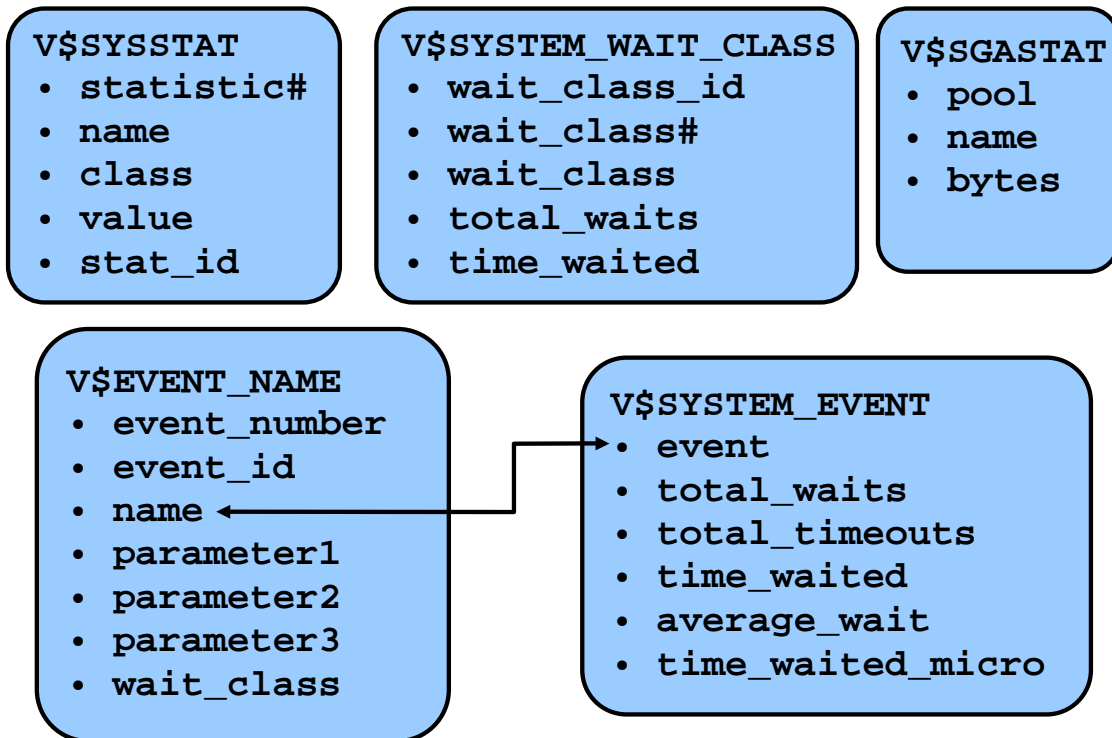 V$SYSSTAT
• statistic#
• name
• class
• value
• stat_id
V$SYSTEM_WAIT_CLASS
• wait_class_id
• wait_class#
• wait_class
• total_waits
• time_waited
V$SGASTAT
• pool
• name
• bytes
V$EVENT_NAME
• event_number
• event_id
• name
• parameter1
• parameter2
• parameter3
• wait_class
V$SYSTEM_EVENT
• event
• total_waits
• total_timeouts
• time_waited
• average_wait
• time_waited_micro